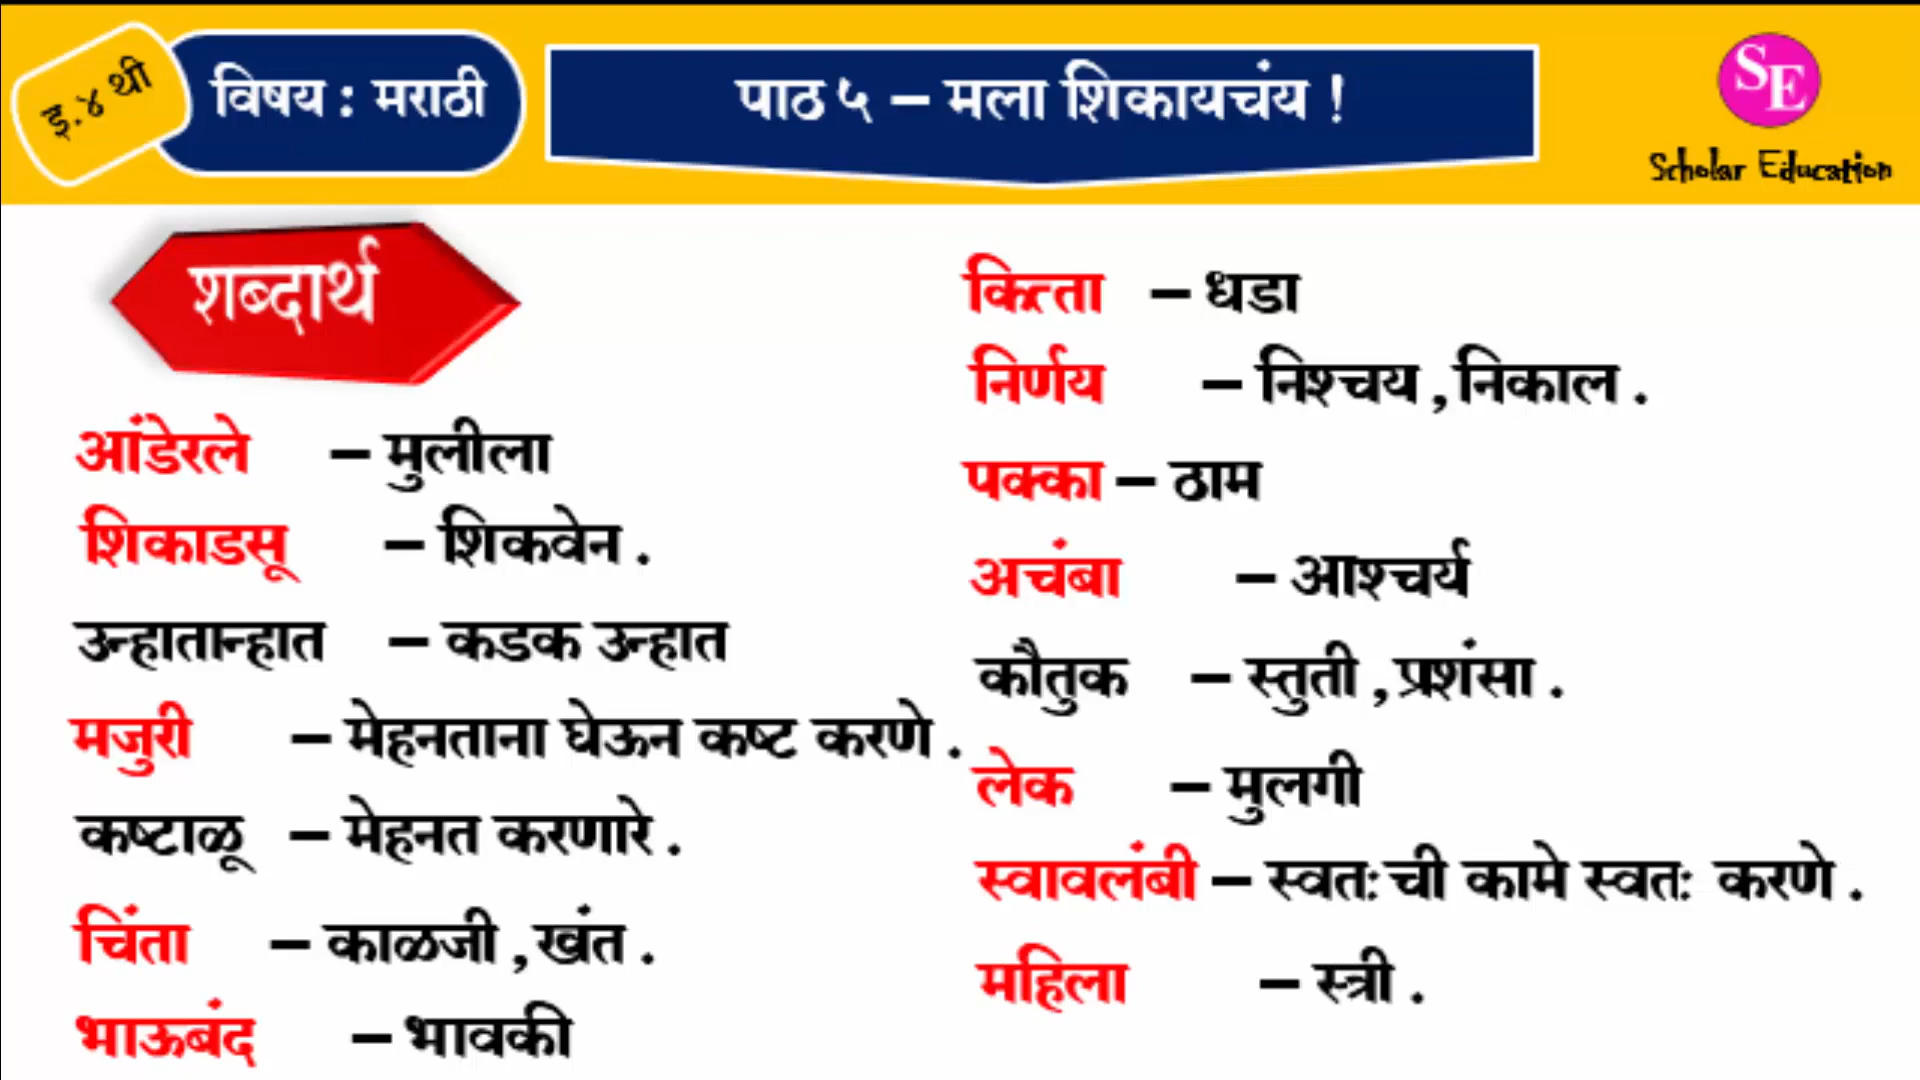 इ.४ थी
विषय : मराठी
पाठ ५ – मला शिकायचंय !
SE
Scholar Education
शब्दार्थ
आंडेरले – मुलीला
शिकाडसू – शिकवेन .
उन्हातान्हात – कडक उन्हात
मजुरी – मेहनताना घेऊन कष्ट करणे .
कष्टाळू – मेहनत करणारे .
चिंता – काळजी , खंत .
भाऊबंद – भावकी
कित्ता – धडा
निर्णय – निश्चय , निकाल .
पक्का – ठाम
अचंबा – आश्चर्य
कौतुक – स्तुती , प्रशंसा .
लेक – मुलगी
स्वावलंबी – स्वतः ची कामे स्वतः करणे .
महिला – स्त्री .